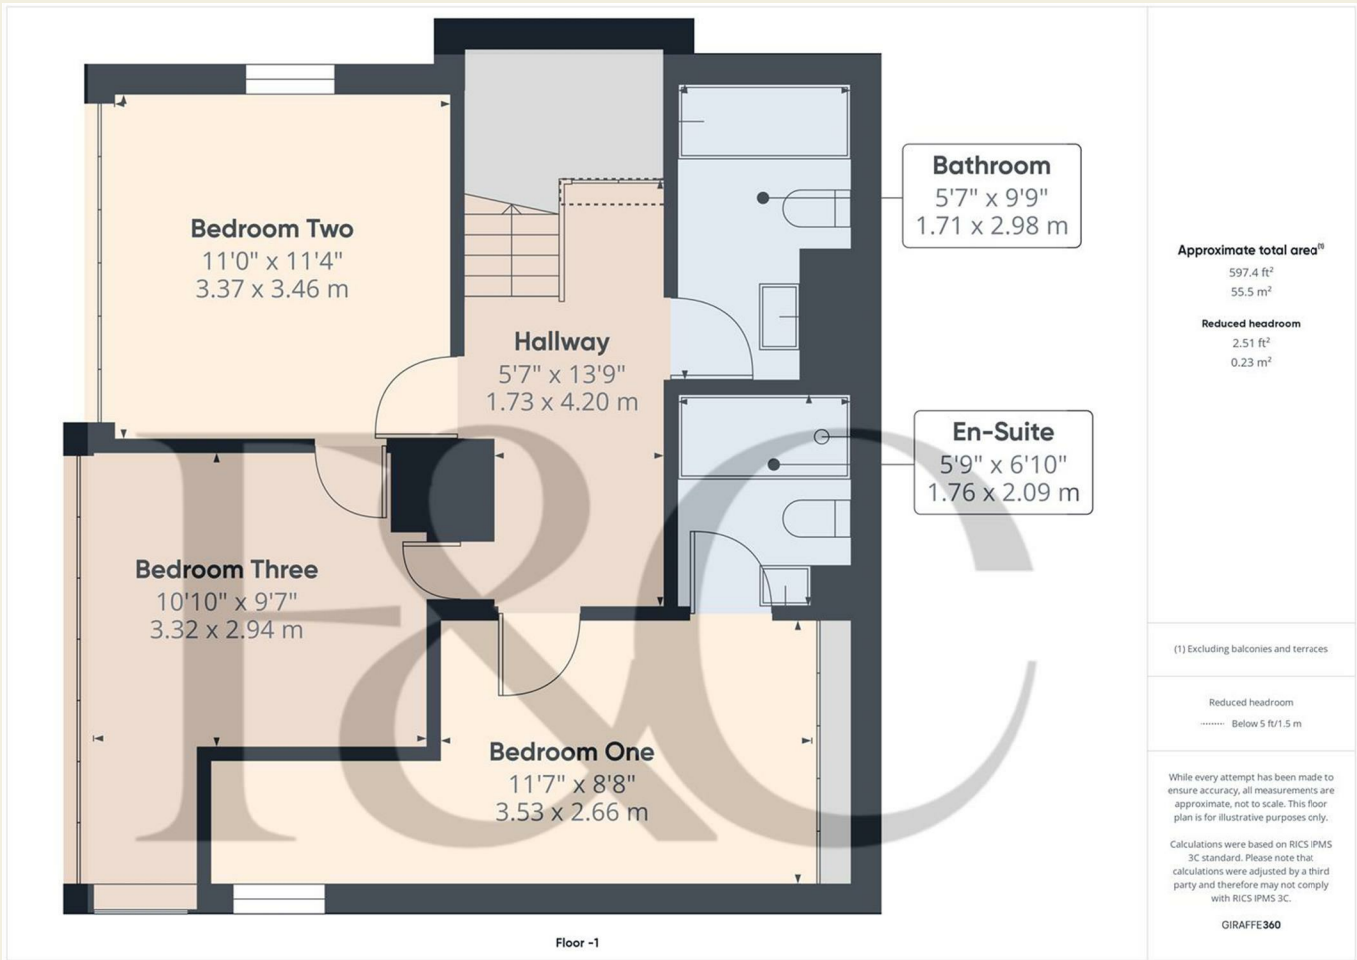 Bedroom Two
11'0" x 11'4"
3.37 x 3.46 m
Hallway
5'7" x 13'9"
1.73 x 4.20 m
Bathroom
5'7" x 9'9"
1.71 x 2.98 m
En-Suite
5'9" x 6'10"
1.76 x 2.09 m
Bedroom Three
10'10" x 9'7"
3.32 x 2.94 m
Bedroom One
11'7" x 8'8"
3.53 x 2.66 m
F&C
Floor -1
Approximate total area(1)
597.4 ft²
55.5 m²
Reduced headroom
2.51 ft²
0.23 m²
(1) Excluding balconies and terraces
Reduced headroom
Below 5 ft/1.5 m
While every attempt has been made to
ensure accuracy, all measurements are
approximate, not to scale. This floor
plan is for illustrative purposes only.
Calculations were based on RICS IPMS
3C standard. Please note that
calculations were adjusted by a third
party and therefore may not comply
with RICS IPMS 3C.
GIRAFFE360